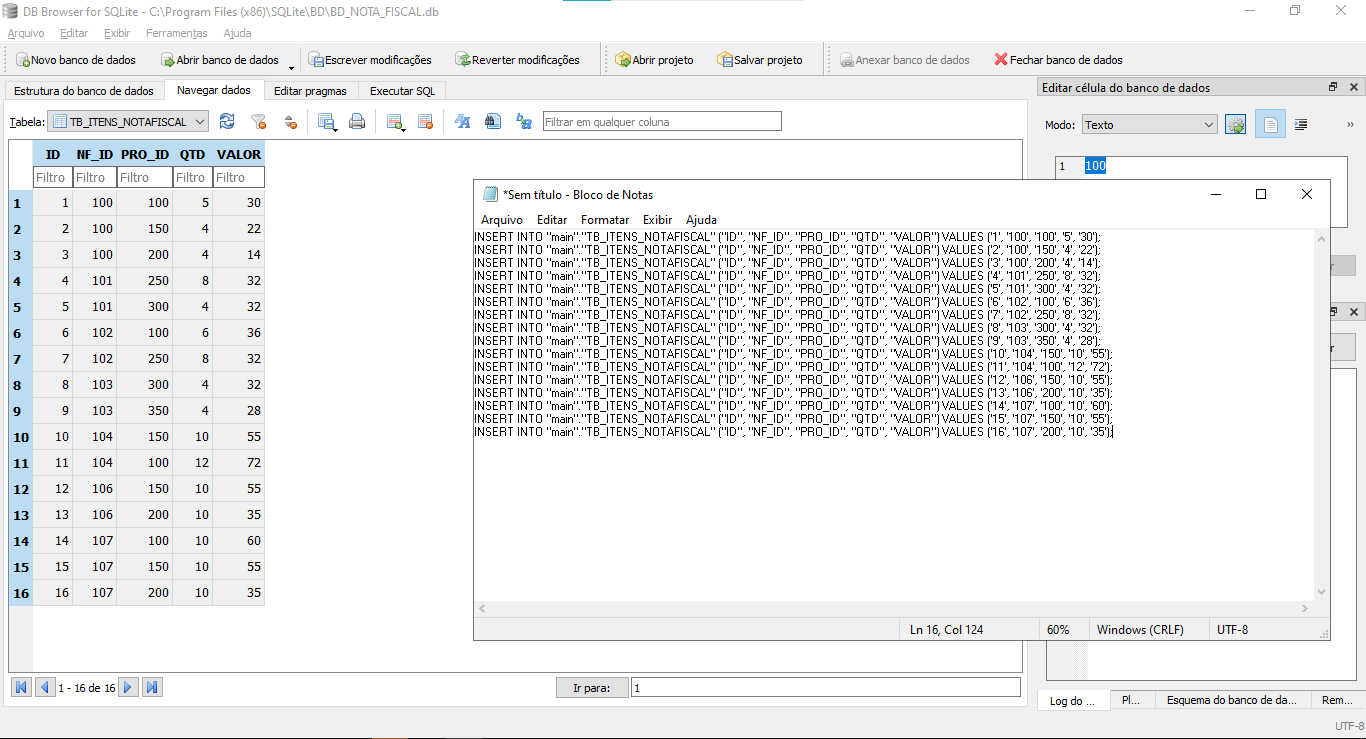 DB Browser for SQLite - C:\Program Files (x86)\SQLite\BD\BD_NOTA_FISCAL.db
Arquivo Editar Exibir Ferramentas Ajuda
Novo banco de dados Abrir banco de dados Escrever modificações Reverter modificações Abrir projeto Salvar projeto Anexar banco de dados Fechar banco de dados
Estrutura do banco de dados Navegar dados Editar pragmas Executar SQL
Editar célula do banco de dados
Tabela: TB_ITENS_NOTAFISCAL Filtrar em qualquer coluna
Modo: Texto
1 100
ID NF_ID PRO_ID QTD VALOR
Filtro Filtro Filtro Filtro Filtro
1 1 100 100 5 30
2 2 100 150 4 22
3 3 100 200 4 14
4 4 101 250 8 32
5 5 101 300 4 32
6 6 102 100 6 36
7 7 102 250 8 32
8 8 103 300 4 32
9 9 103 350 4 28
10 10 104 150 10 55
11 11 104 100 12 72
12 12 106 150 10 55
13 13 106 200 10 35
14 14 107 100 10 60
15 15 107 150 10 55
16 16 107 200 10 35
*Sem título - Bloco de Notas
Arquivo Editar Formatar Exibir Ajuda
INSERT INTO "main"."TB_ITENS_NOTAFISCAL" ("ID", "NF_ID", "PRO_ID", "QTD", "VALOR") VALUES ('1', '100', '100', '5', '30');
INSERT INTO "main"."TB_ITENS_NOTAFISCAL" ("ID", "NF_ID", "PRO_ID", "QTD", "VALOR") VALUES ('2', '100', '150', '4', '22');
INSERT INTO "main"."TB_ITENS_NOTAFISCAL" ("ID", "NF_ID", "PRO_ID", "QTD", "VALOR") VALUES ('3', '100', '200', '4', '14');
INSERT INTO "main"."TB_ITENS_NOTAFISCAL" ("ID", "NF_ID", "PRO_ID", "QTD", "VALOR") VALUES ('4', '101', '250', '8', '32');
INSERT INTO "main"."TB_ITENS_NOTAFISCAL" ("ID", "NF_ID", "PRO_ID", "QTD", "VALOR") VALUES ('5', '101', '300', '4', '32');
INSERT INTO "main"."TB_ITENS_NOTAFISCAL" ("ID", "NF_ID", "PRO_ID", "QTD", "VALOR") VALUES ('6', '102', '100', '6', '36');
INSERT INTO "main"."TB_ITENS_NOTAFISCAL" ("ID", "NF_ID", "PRO_ID", "QTD", "VALOR") VALUES ('7', '102', '250', '8', '32');
INSERT INTO "main"."TB_ITENS_NOTAFISCAL" ("ID", "NF_ID", "PRO_ID", "QTD", "VALOR") VALUES ('8', '103', '300', '4', '32');
INSERT INTO "main"."TB_ITENS_NOTAFISCAL" ("ID", "NF_ID", "PRO_ID", "QTD", "VALOR") VALUES ('9', '103', '350', '4', '28');
INSERT INTO "main"."TB_ITENS_NOTAFISCAL" ("ID", "NF_ID", "PRO_ID", "QTD", "VALOR") VALUES ('10', '104', '150', '10', '55');
INSERT INTO "main"."TB_ITENS_NOTAFISCAL" ("ID", "NF_ID", "PRO_ID", "QTD", "VALOR") VALUES ('11', '104', '100', '12', '72');
INSERT INTO "main"."TB_ITENS_NOTAFISCAL" ("ID", "NF_ID", "PRO_ID", "QTD", "VALOR") VALUES ('12', '106', '150', '10', '55');
INSERT INTO "main"."TB_ITENS_NOTAFISCAL" ("ID", "NF_ID", "PRO_ID", "QTD", "VALOR") VALUES ('13', '106', '200', '10', '35');
INSERT INTO "main"."TB_ITENS_NOTAFISCAL" ("ID", "NF_ID", "PRO_ID", "QTD", "VALOR") VALUES ('14', '107', '100', '10', '60');
INSERT INTO "main"."TB_ITENS_NOTAFISCAL" ("ID", "NF_ID", "PRO_ID", "QTD", "VALOR") VALUES ('15', '107', '150', '10', '55');
INSERT INTO "main"."TB_ITENS_NOTAFISCAL" ("ID", "NF_ID", "PRO_ID", "QTD", "VALOR") VALUES ('16', '107', '200', '10', '35');
Ln 16, Col 124 60% Windows (CRLF) UTF-8
1 - 16 de 16 Ir para: 1
Log do ... Pl... Esquema do banco de da... Rem...
UTF-8